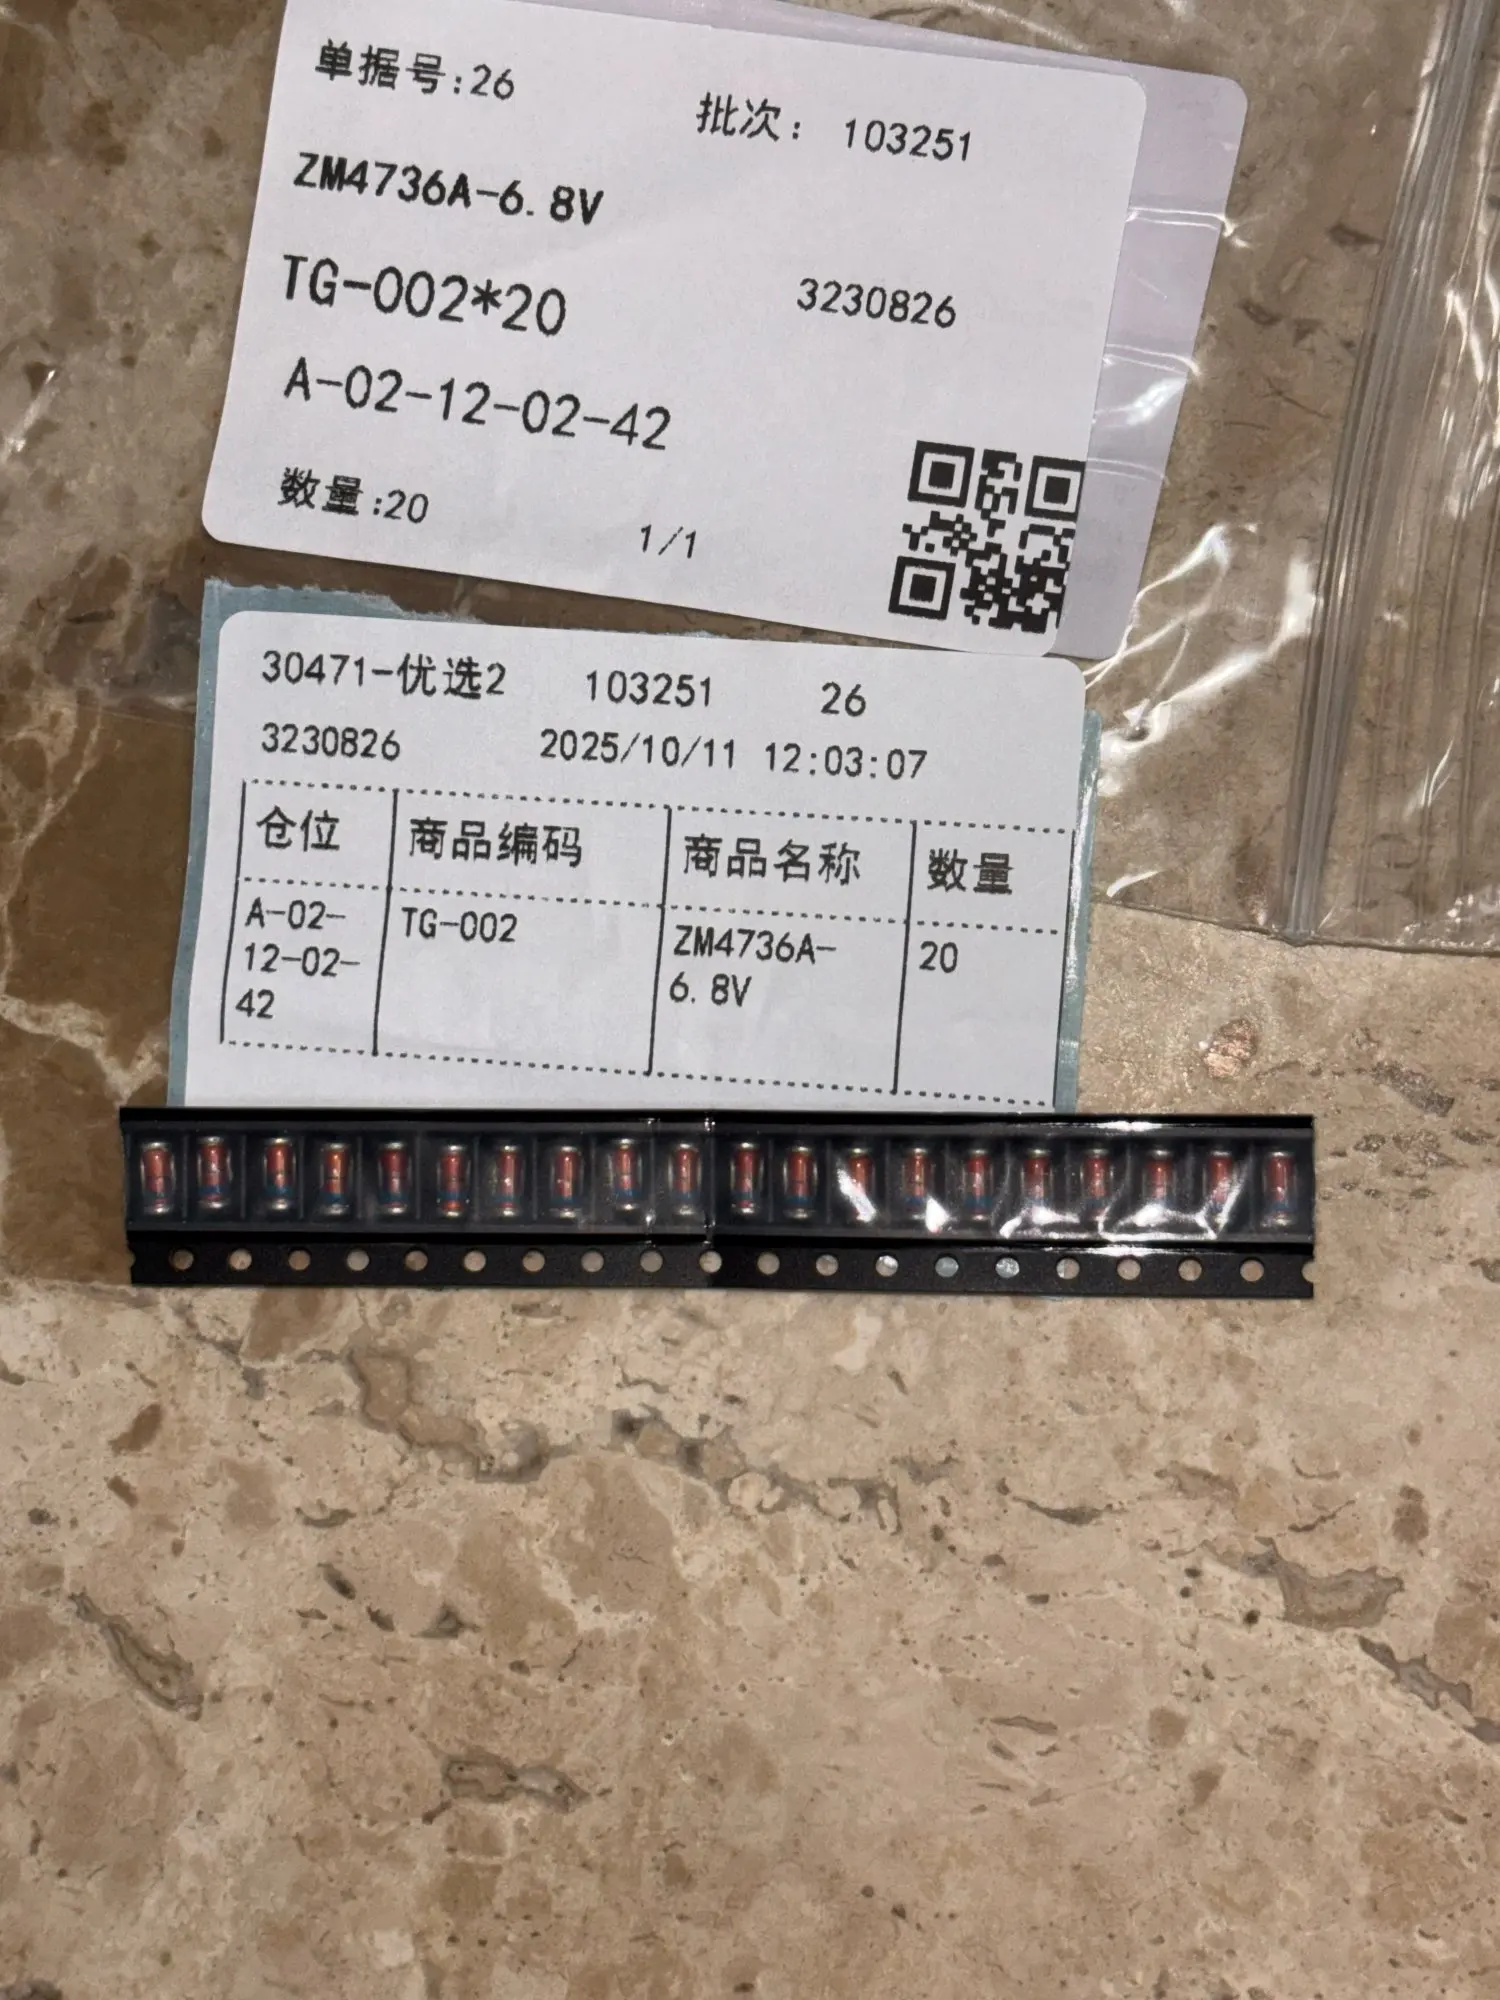 单据号:26
批次: 103251
ZM4736A-6.8V
TG-002*20
3230826
A-02-12-02-42
数量:20
1/1
30471-优选2 103251 26
3230826 2025/10/11 12:03:07
仓位 商品编码 商品名称 数量
A-02-12-02-42 TG-002 ZM4736A-6.8V 20